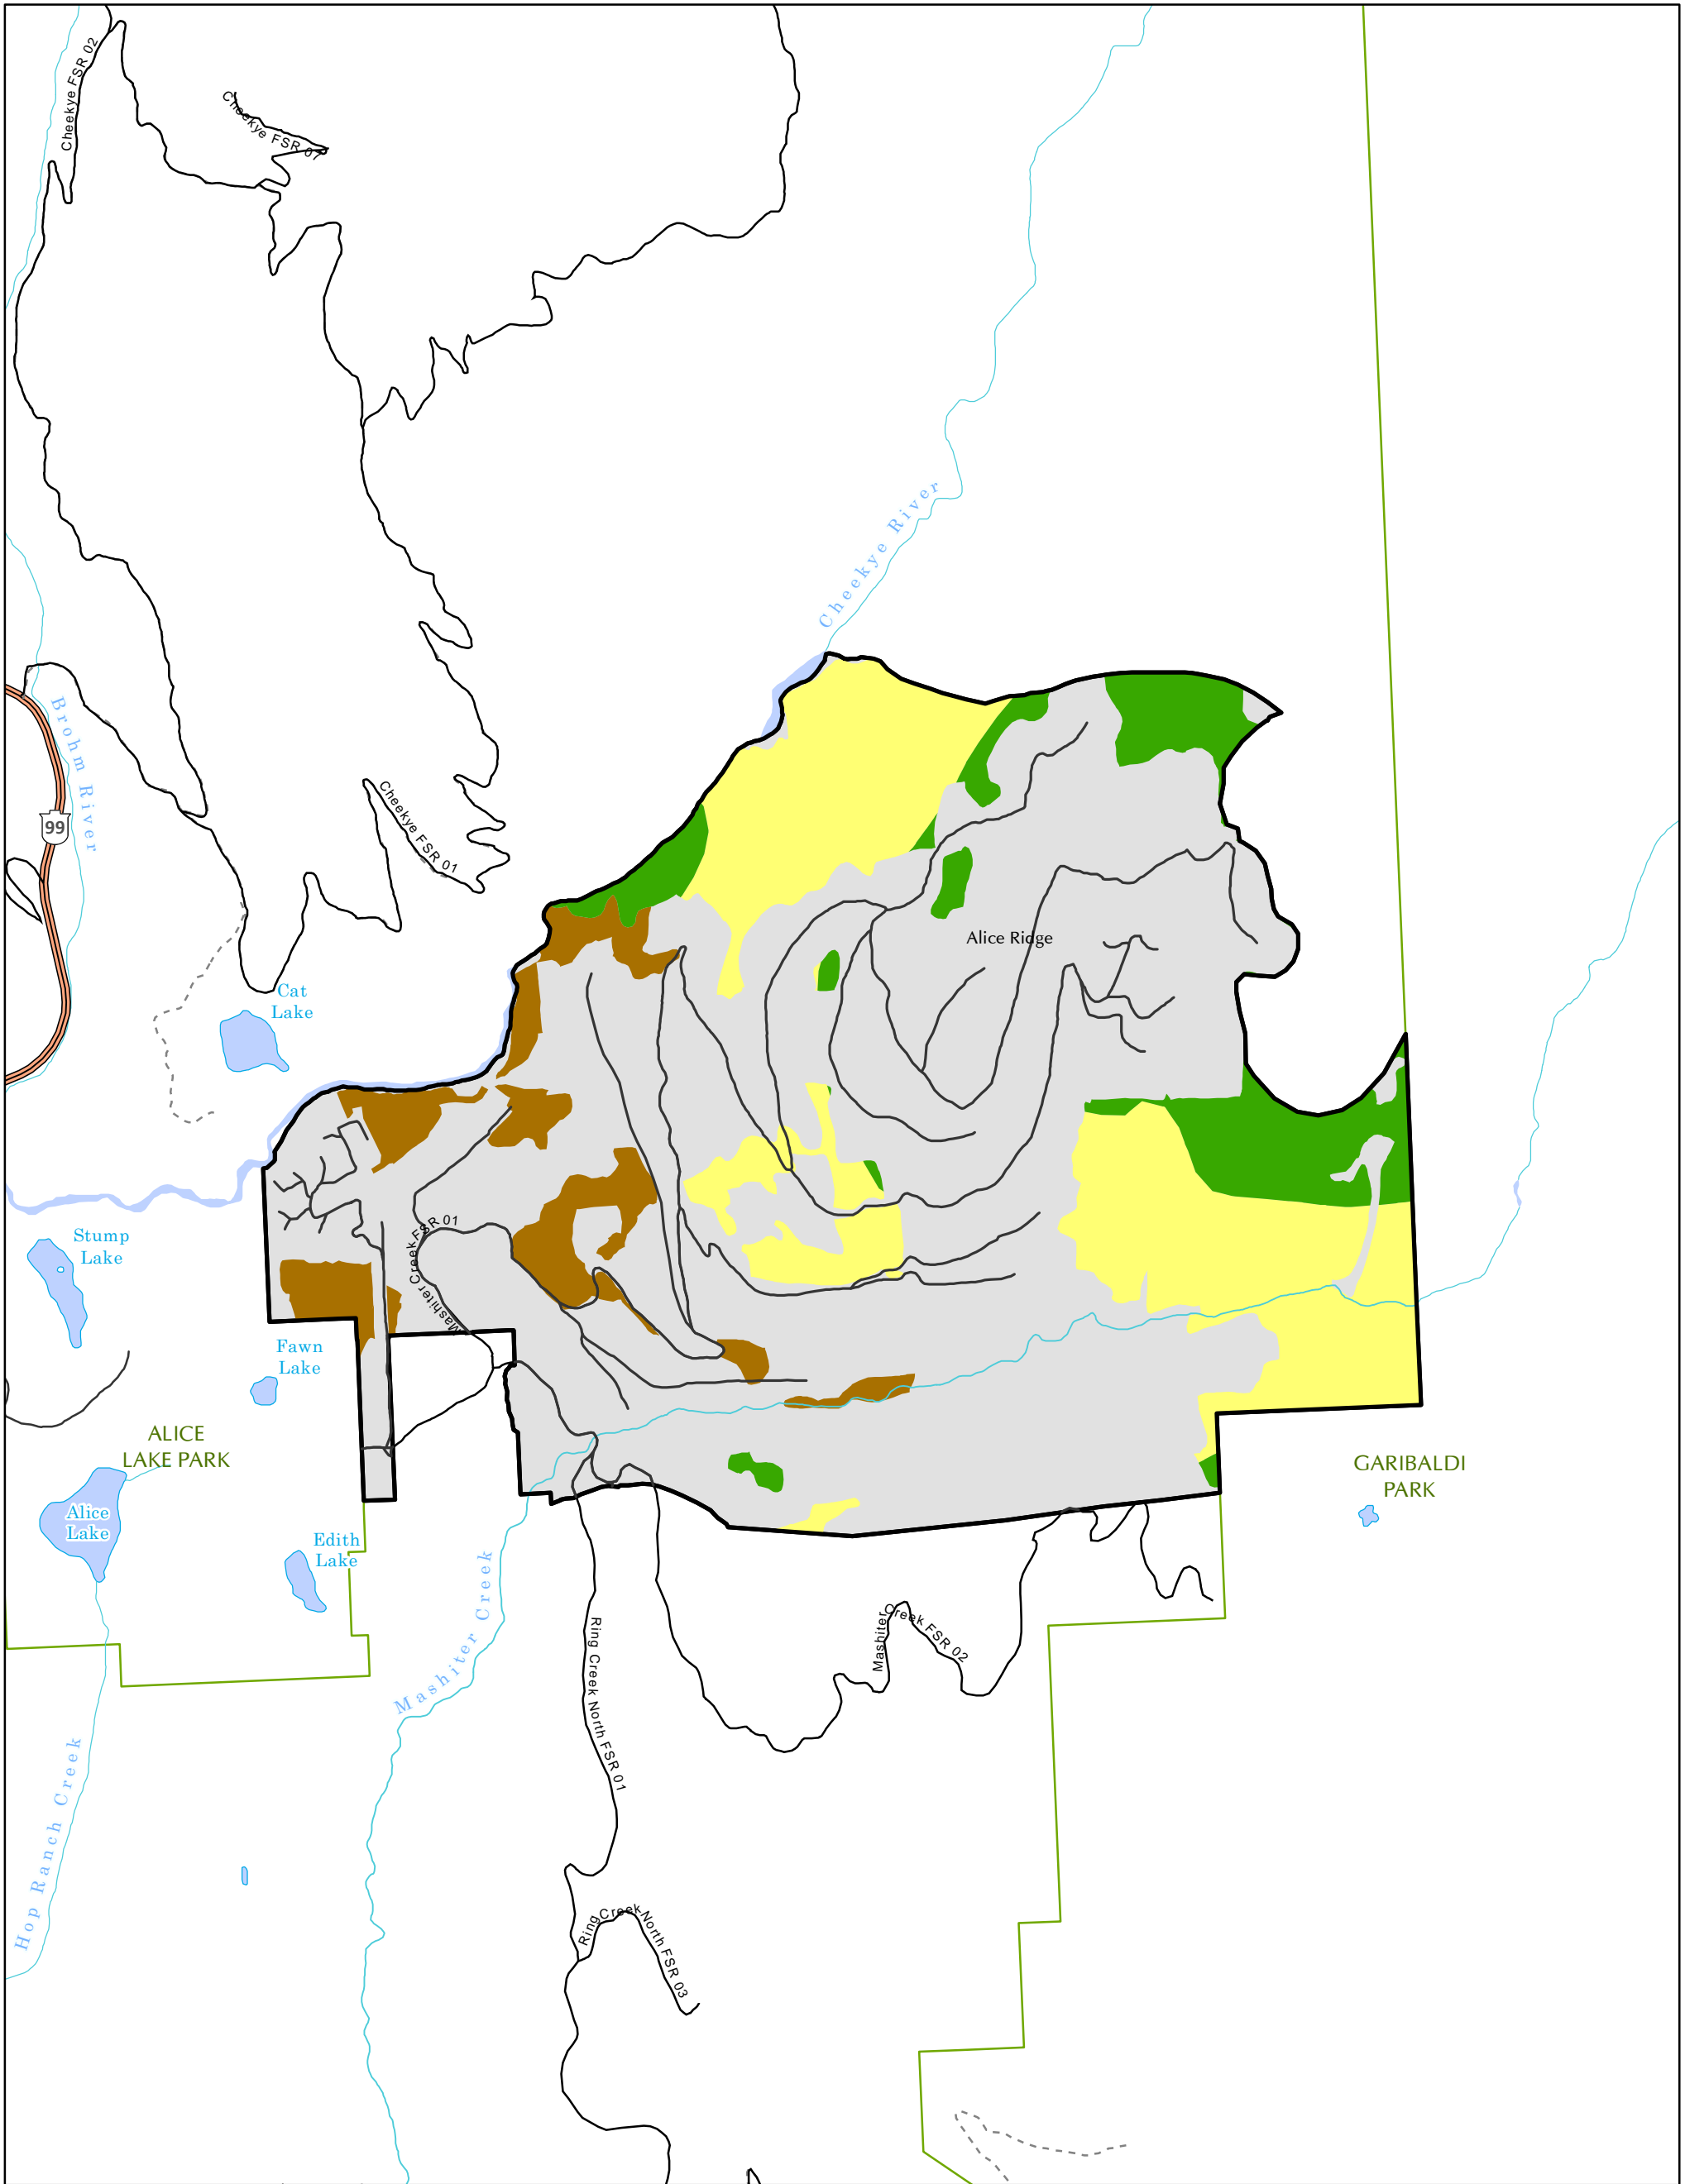 Cheekye FSR 02
Cheekye FSR 07
Cheekye River
Brohm River
99
Cheekye FSR 01
Alice Ridge
Cat
Lake
Stump
Lake
Mashiter Creek FSR 01
Fawn
Lake
ALICE
LAKE PARK
GARIBALDI
PARK
Alice
Lake
Edith
Lake
Mashiter Creek
Ring Creek North FSR 01
Mashiter Creek FSR 02
Hop Ranch Creek
Ring Creek North FSR 03